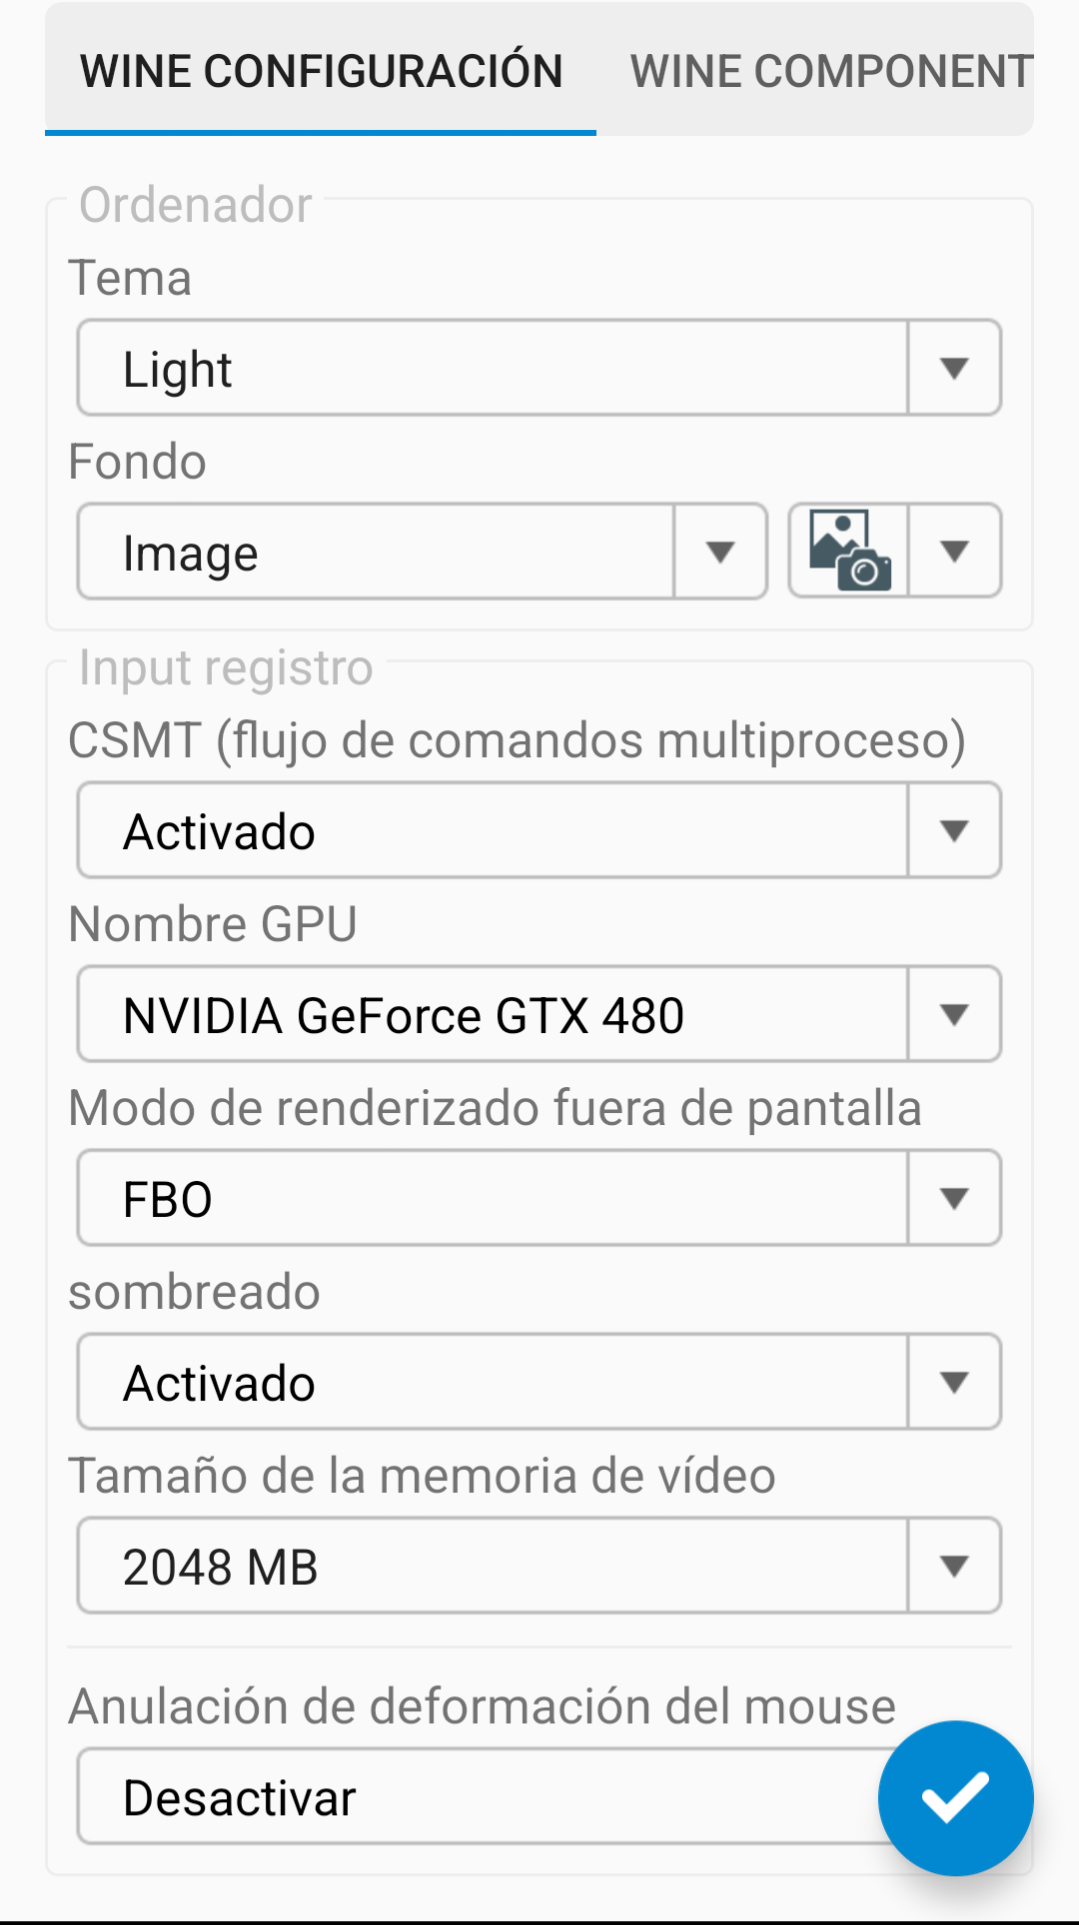 WINE CONFIGURACIÓN WINE COMPONENT
Ordenador
Tema
Light
Fondo
Image
Input registro
CSMT (flujo de comandos multiproceso)
Activado
Nombre GPU
NVIDIA GeForce GTX 480
Modo de renderizado fuera de pantalla
FBO
sombreado
Activado
Tamaño de la memoria de vídeo
2048 MB
Anulación de deformación del mouse
Desactivar